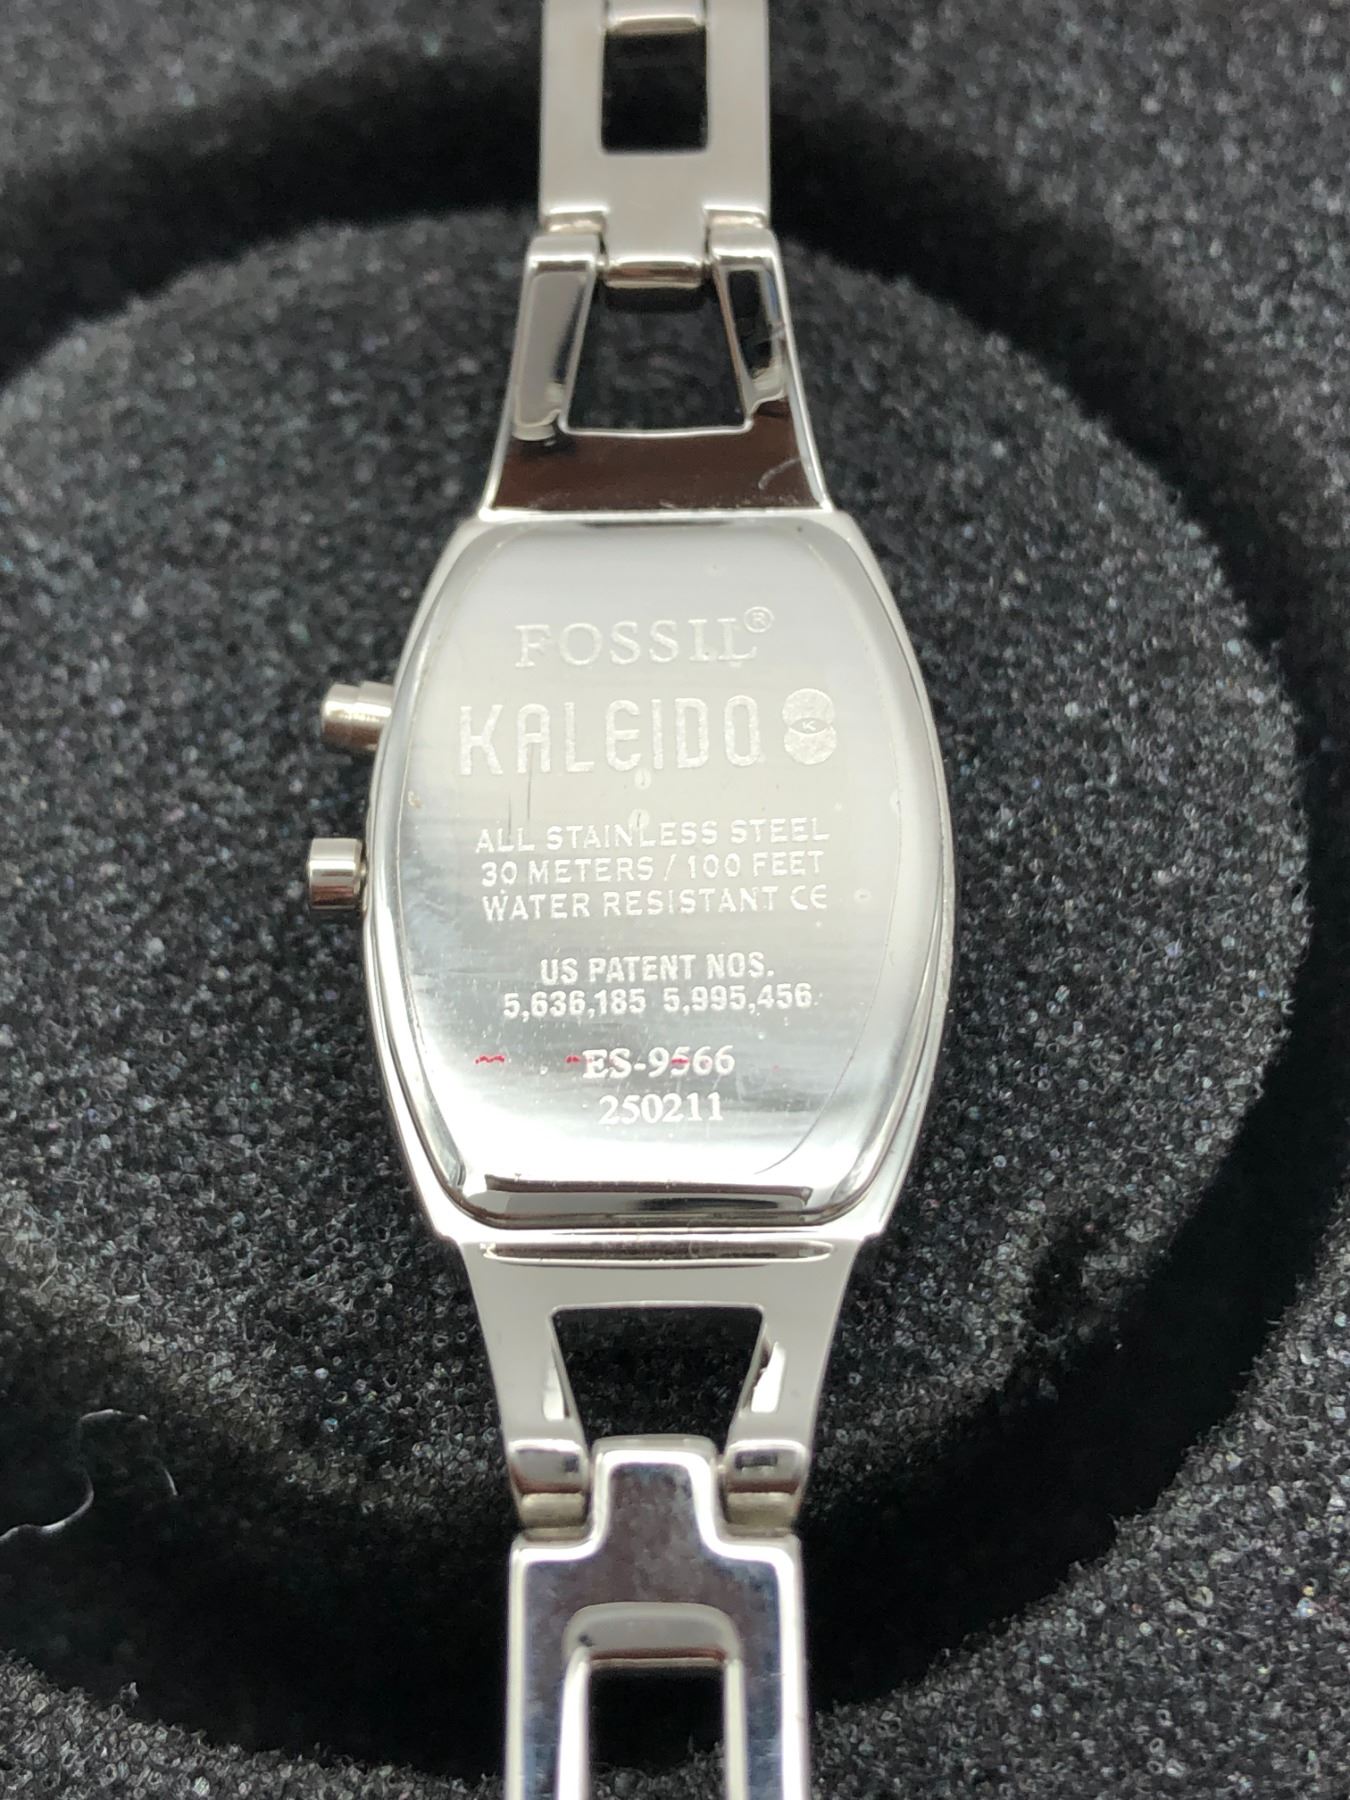 FOSSIL®
KALEIDO K
ALL STAINLESS STEEL
30 METERS / 100 FEET
WATER RESISTANT CE
US PATENT NOS.
5,636,185 5,995,456
ES-9566
250211